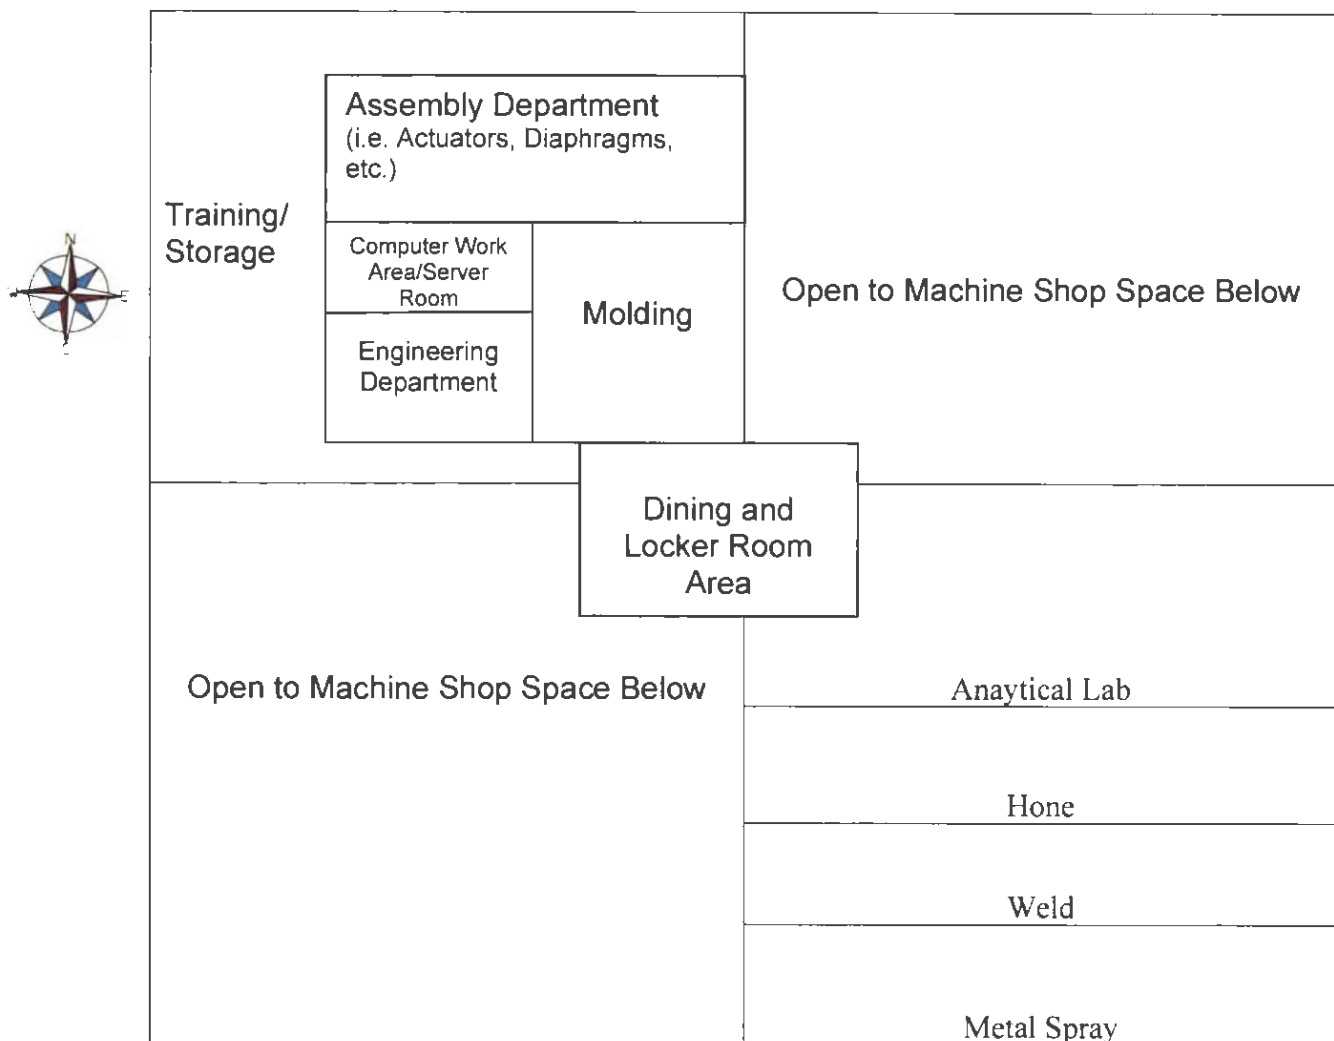 Assembly Department
(i.e. Actuators, Diaphragms,
etc.)
Training/
Storage
Computer Work
Area/Server
Room
Molding
Engineering
Department
N
E
Open to Machine Shop Space Below
Dining and
Locker Room
Area
Open to Machine Shop Space Below
Anaytical Lab
Hone
Weld
Metal Spray